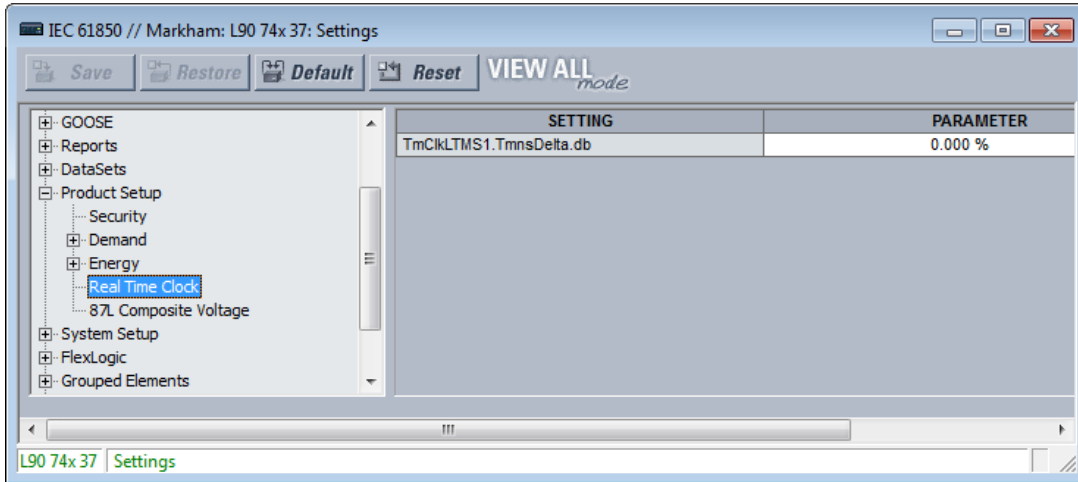 IEC 61850 // Markham: L90 74x 37: Settings
Save Restore Default Reset VIEW ALL mode
GOOSE
Reports
DataSets
Product Setup
Security
Demand
Energy
Real Time Clock
87L Composite Voltage
System Setup
FlexLogic
Grouped Elements
SETTING PARAMETER
TmClkLTMS1.TmnsDelta.db 0.000 %
L90 74x 37 Settings